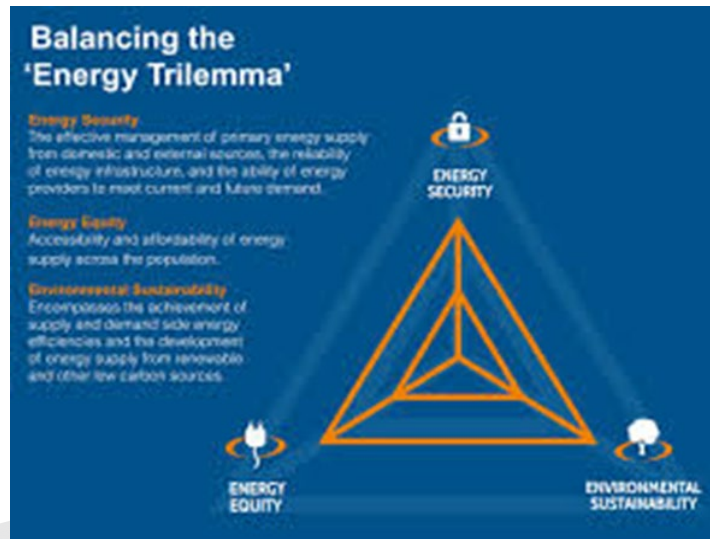 Balancing the
‘Energy Trilemma’
Energy Security
The effective management of primary energy supply
from domestic and external sources, the reliability
of energy infrastructure, and the ability of energy
providers to meet current and future demand.
Energy Equity
Accessibility and affordability of energy
supply across the population.
Environmental Sustainability
Encompasses the achievement of
supply and demand side energy
efficiencies and the development
of energy supply from renewable
and other low carbon sources.
ENERGY
SECURITY
ENERGY
EQUITY
ENVIRONMENTAL
SUSTAINABILITY